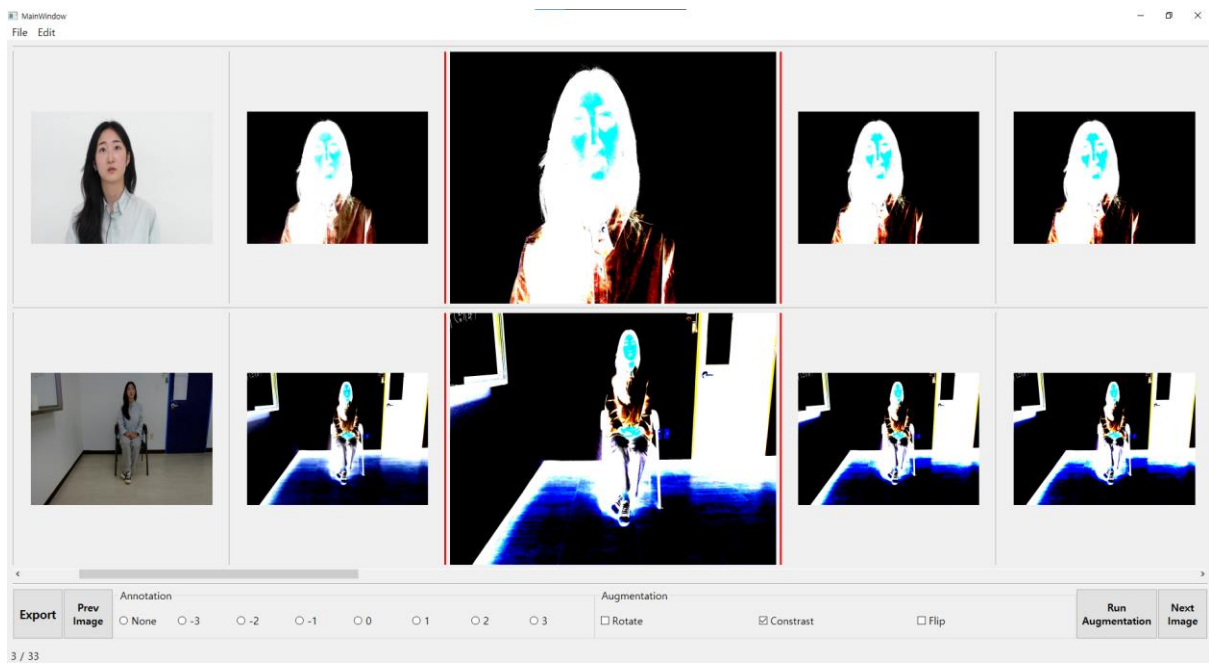 MainWindow
File Edit
Export
Prev
Image
Annotation
None -3 -2 -1 0 1 2 3
Augmentation
Rotate Constrast Flip
Run
Augmentation
Next
Image
3 / 33